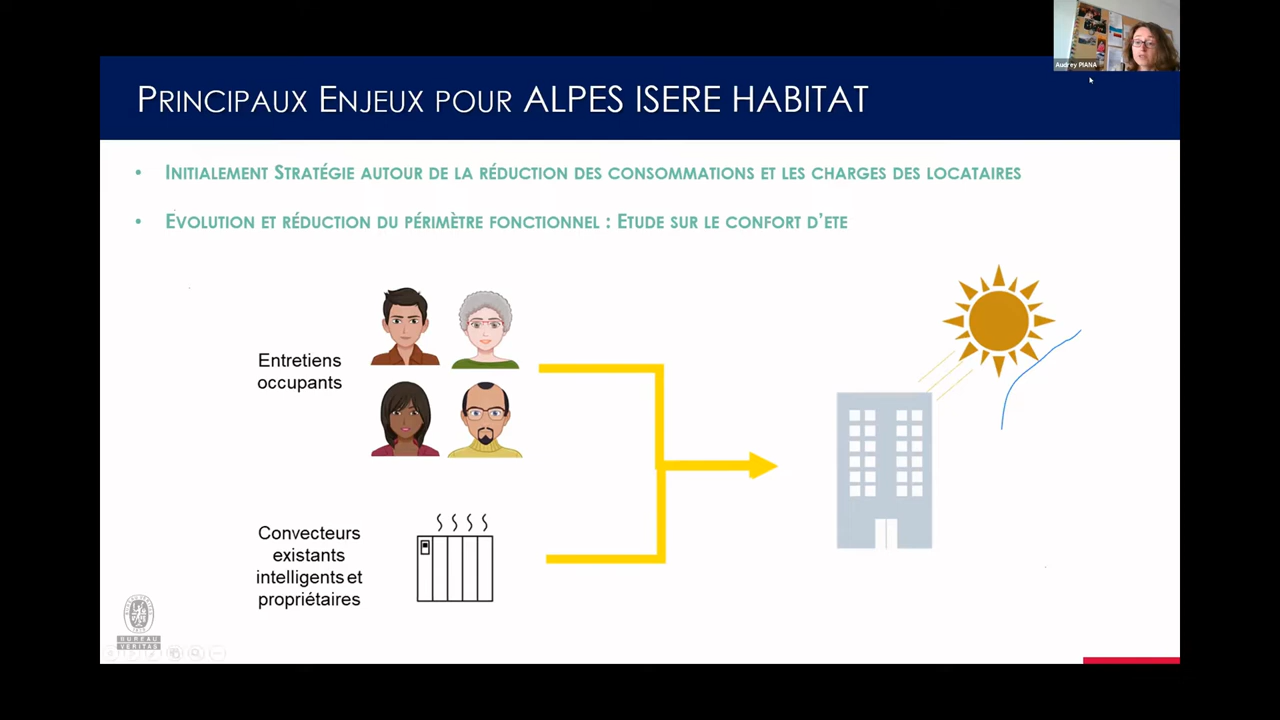 Audrey PIANA
PRINCIPAUX ENJEUX POUR ALPES ISERE HABITAT
• INITIALEMENT STRATÉGIE AUTOUR DE LA RÉDUCTION DES CONSOMMATIONS ET LES CHARGES DES LOCATAIRES
• EVOLUTION ET RÉDUCTION DU PÉRIMÈTRE FONCTIONNEL : ETUDE SUR LE CONFORT D'ETE
Entretiens
occupants
Convecteurs
existants
intelligents et
propriétaires
BUREAU
VERITAS